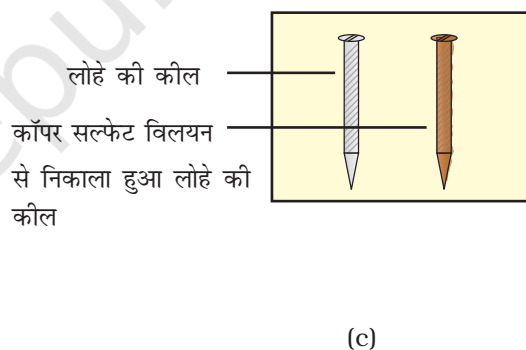 लोहे की कील
कॉपर सल्फेट विलयन
से निकाला हुआ लोहे की
कील
(c)